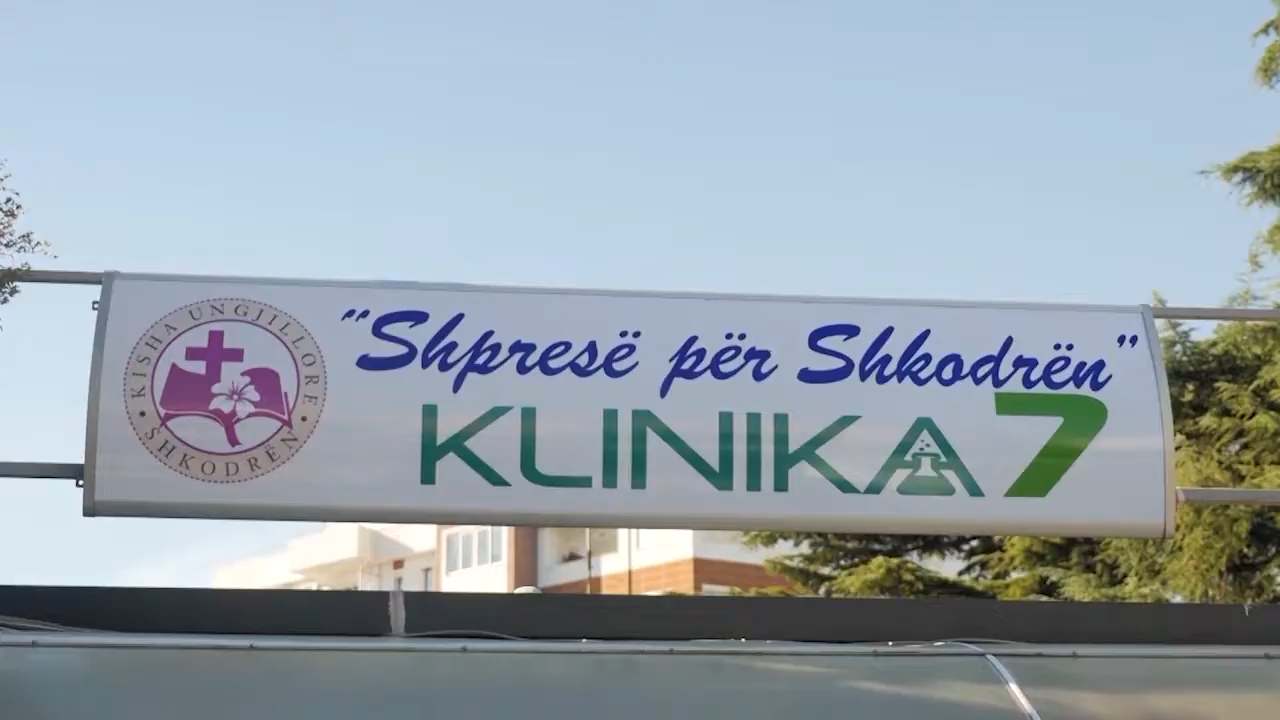 KISHA UNGJILLORE
• SHKODRËN •
"Shpresë për Shkodrën"
KLINIKA 7